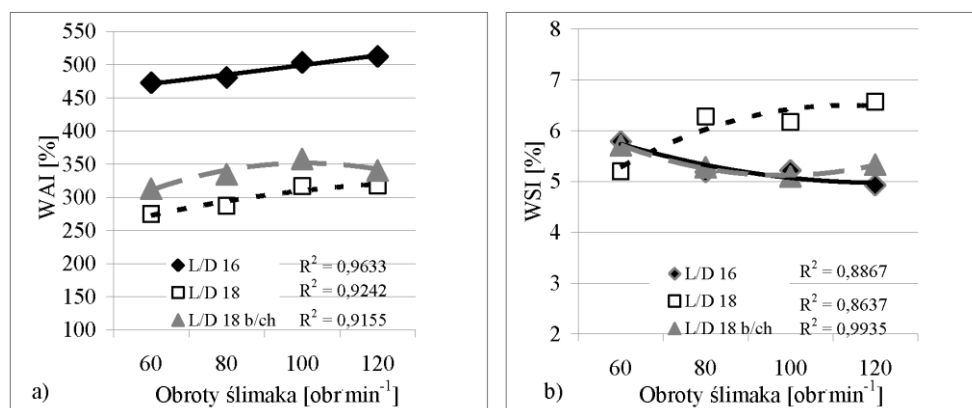 WAI [%]
550
500
450
400
350
300
250
200
150
100
L/D 16 R² = 0,9633
L/D 18 R² = 0,9242
L/D 18 b/ch R² = 0,9155
60 80 100 120
a) Obroty ślimaka [obr·min⁻¹]
WSI [%]
8
7
6
5
4
3
2
L/D 16 R² = 0,8867
L/D 18 R² = 0,8637
L/D 18 b/ch R² = 0,9935
60 80 100 120
b) Obroty ślimaka [obr·min⁻¹]